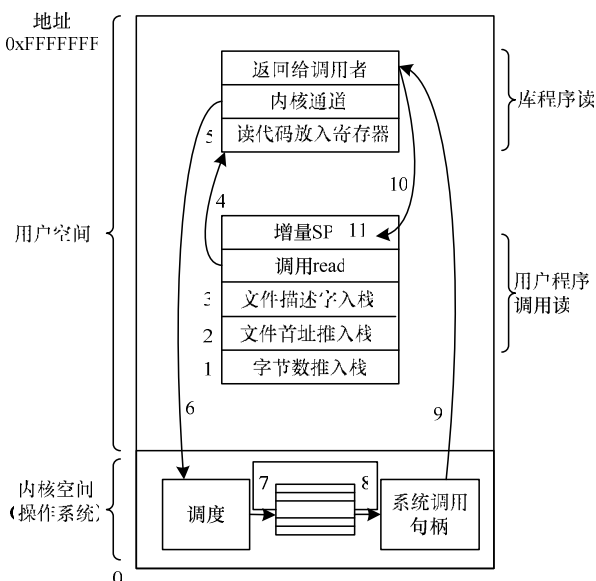 地址
0xFFFFFFFF
返回给调用者
内核通道
5 读代码放入寄存器
库程序读
4
10
用户空间
增量SP 11
调用read
3 文件描述字入栈
2 文件首址推入栈
1 字节数推入栈
用户程序
调用读
6
9
内核空间
(操作系统)
调度
7
8
系统调用
句柄
0